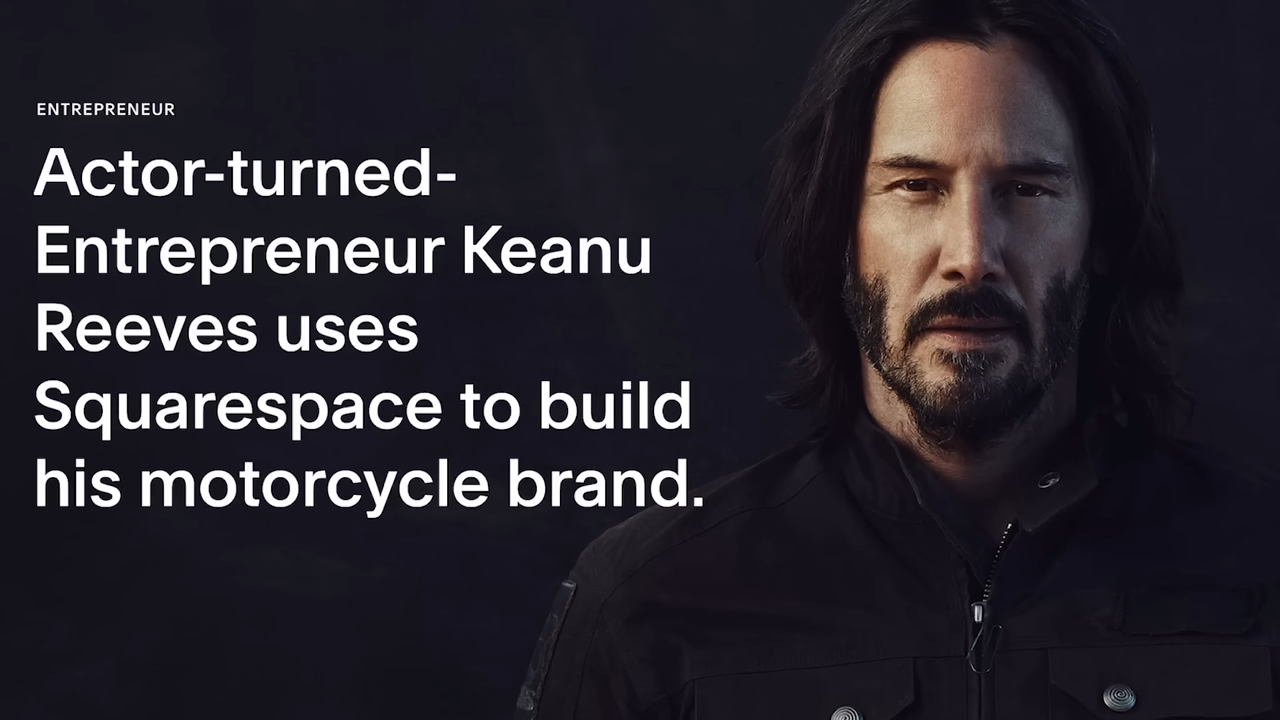 ENTREPRENEUR
Actor-turned-
Entrepreneur Keanu
Reeves uses
Squarespace to build
his motorcycle brand.